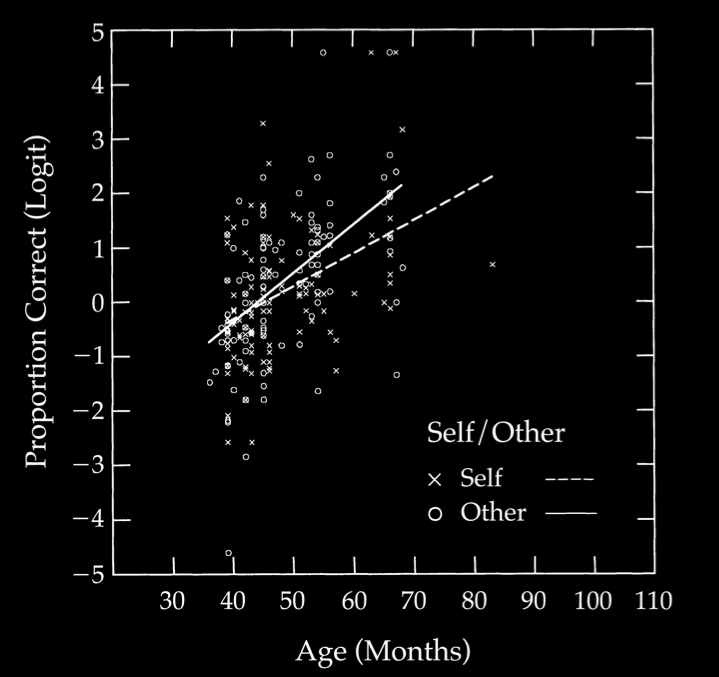 5
4
3
2
1
0
−1
−2
−3
−4
−5
Proportion Correct (Logit)
Self/Other
× Self
○ Other
30 40 50 60 70 80 90 100 110
Age (Months)